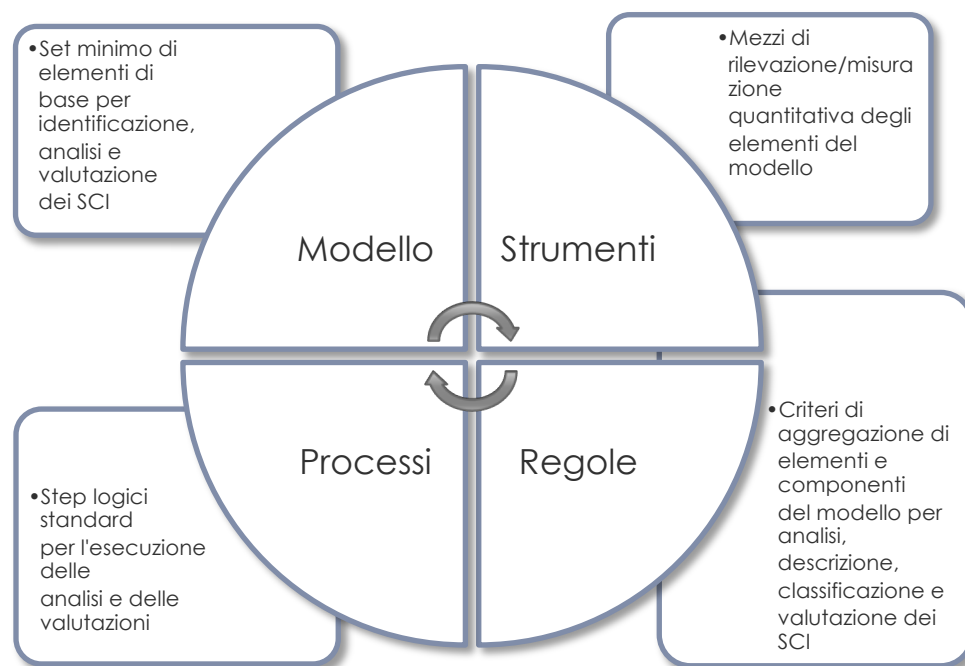 •Set minimo di
elementi di
base per
identificazione,
analisi e
valutazione
dei SCI
•Mezzi di
rilevazione/misura
zione
quantitativa degli
elementi del
modello
Modello
Strumenti
Processi
Regole
•Step logici
standard
per l'esecuzione
delle
analisi e delle
valutazioni
•Criteri di
aggregazione di
elementi e
componenti
del modello per
analisi,
descrizione,
classificazione e
valutazione dei
SCI